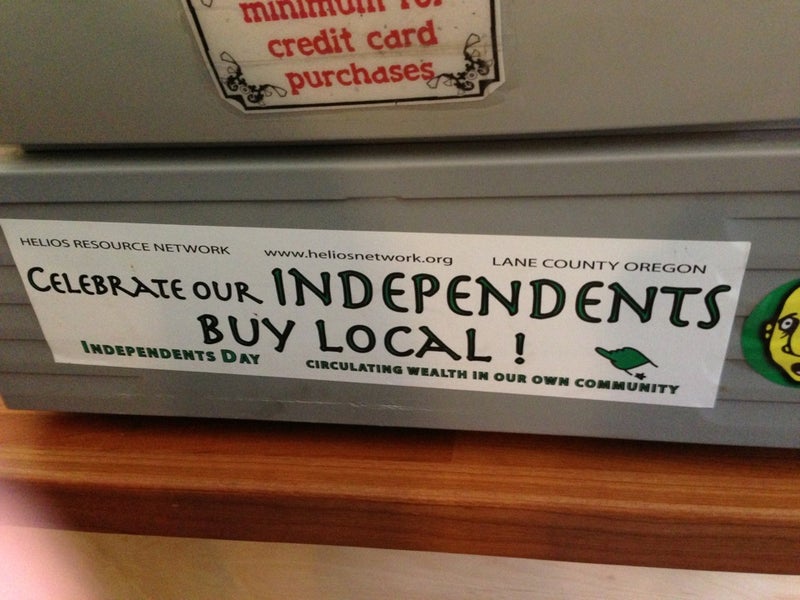 minimum for
credit card
purchases
HELIOS RESOURCE NETWORK www.heliosnetwork.org LANE COUNTY OREGON
CELEBRATE OUR INDEPENDENTS
BUY LOCAL !
INDEPENDENTS DAY CIRCULATING WEALTH IN OUR OWN COMMUNITY